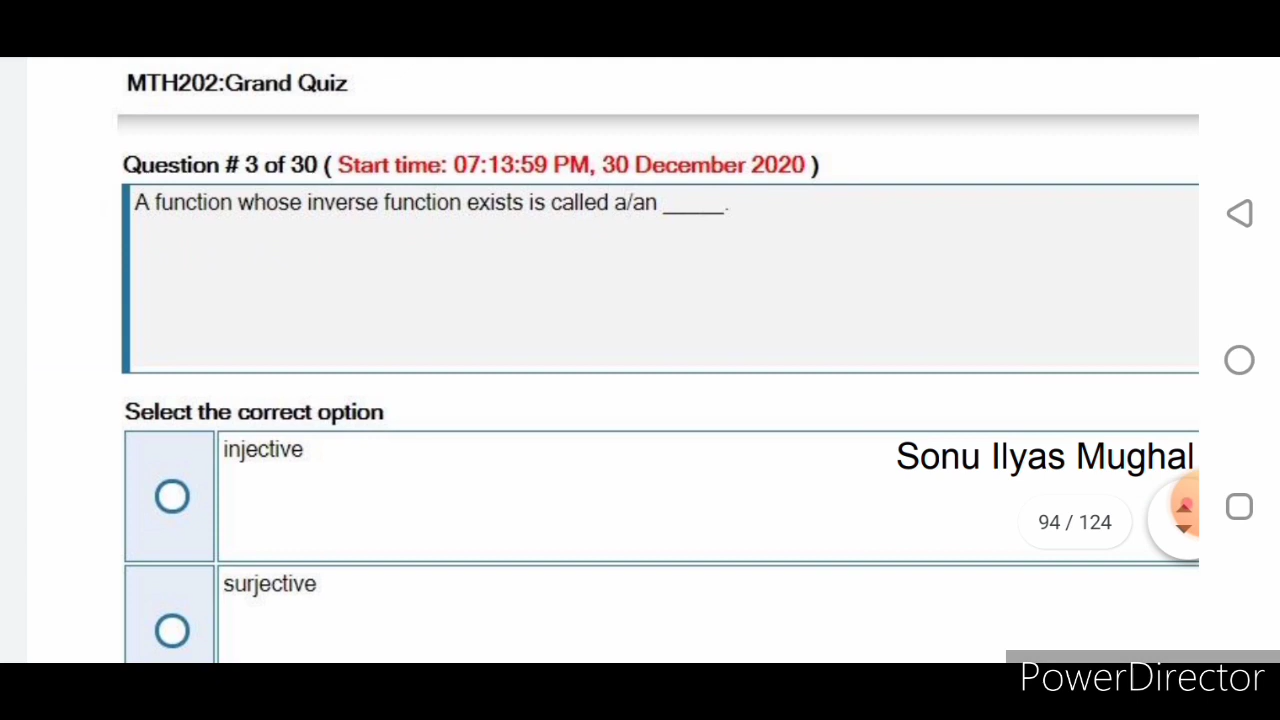 MTH202:Grand Quiz
Question # 3 of 30 ( Start time: 07:13:59 PM, 30 December 2020 )
A function whose inverse function exists is called a/an _____.
Select the correct option
injective
Sonu Ilyas Mughal
94 / 124
surjective
PowerDirector